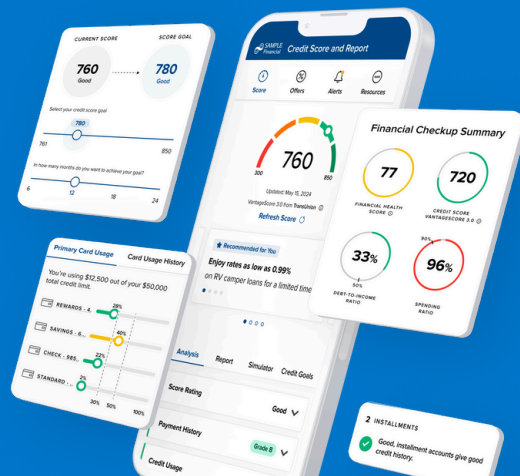 CURRENT SCORE
SCORE GOAL
760
Good
780
Good
Select your credit score goal
780
761
850
In how many months do you want to achieve your goal?
6
12
18
24
SAMPLE
Financial
Credit Score and Report
Score
Offers
Alerts
Resources
760
300
850
Updated: May 15, 2024
VantageScore 3.0 from TransUnion
Refresh Score
Recommended for You
Enjoy rates as low as 0.99%
on RV camper loans for a limited time
Analysis
Report
Simulator
Credit Goals
Score Rating
Good
Payment History
Grade B
Credit Usage
Financial Checkup Summary
77
FINANCIAL HEALTH
SCORE
720
CREDIT SCORE
VANTAGESCORE 3.0
33%
50%
DEBT-TO-INCOME
RATIO
90%
96%
SPENDING
RATIO
Primary Card Usage
Card Usage History
You're using $12,500 out of your $50,000
total credit limit.
REWARDS - 4..
28%
SAVINGS - 6...
40%
CHECK - 985..
22%
STANDARD - ..
2%
30%
50%
100%
2 INSTALLMENTS
Good, installment accounts give good
credit history.